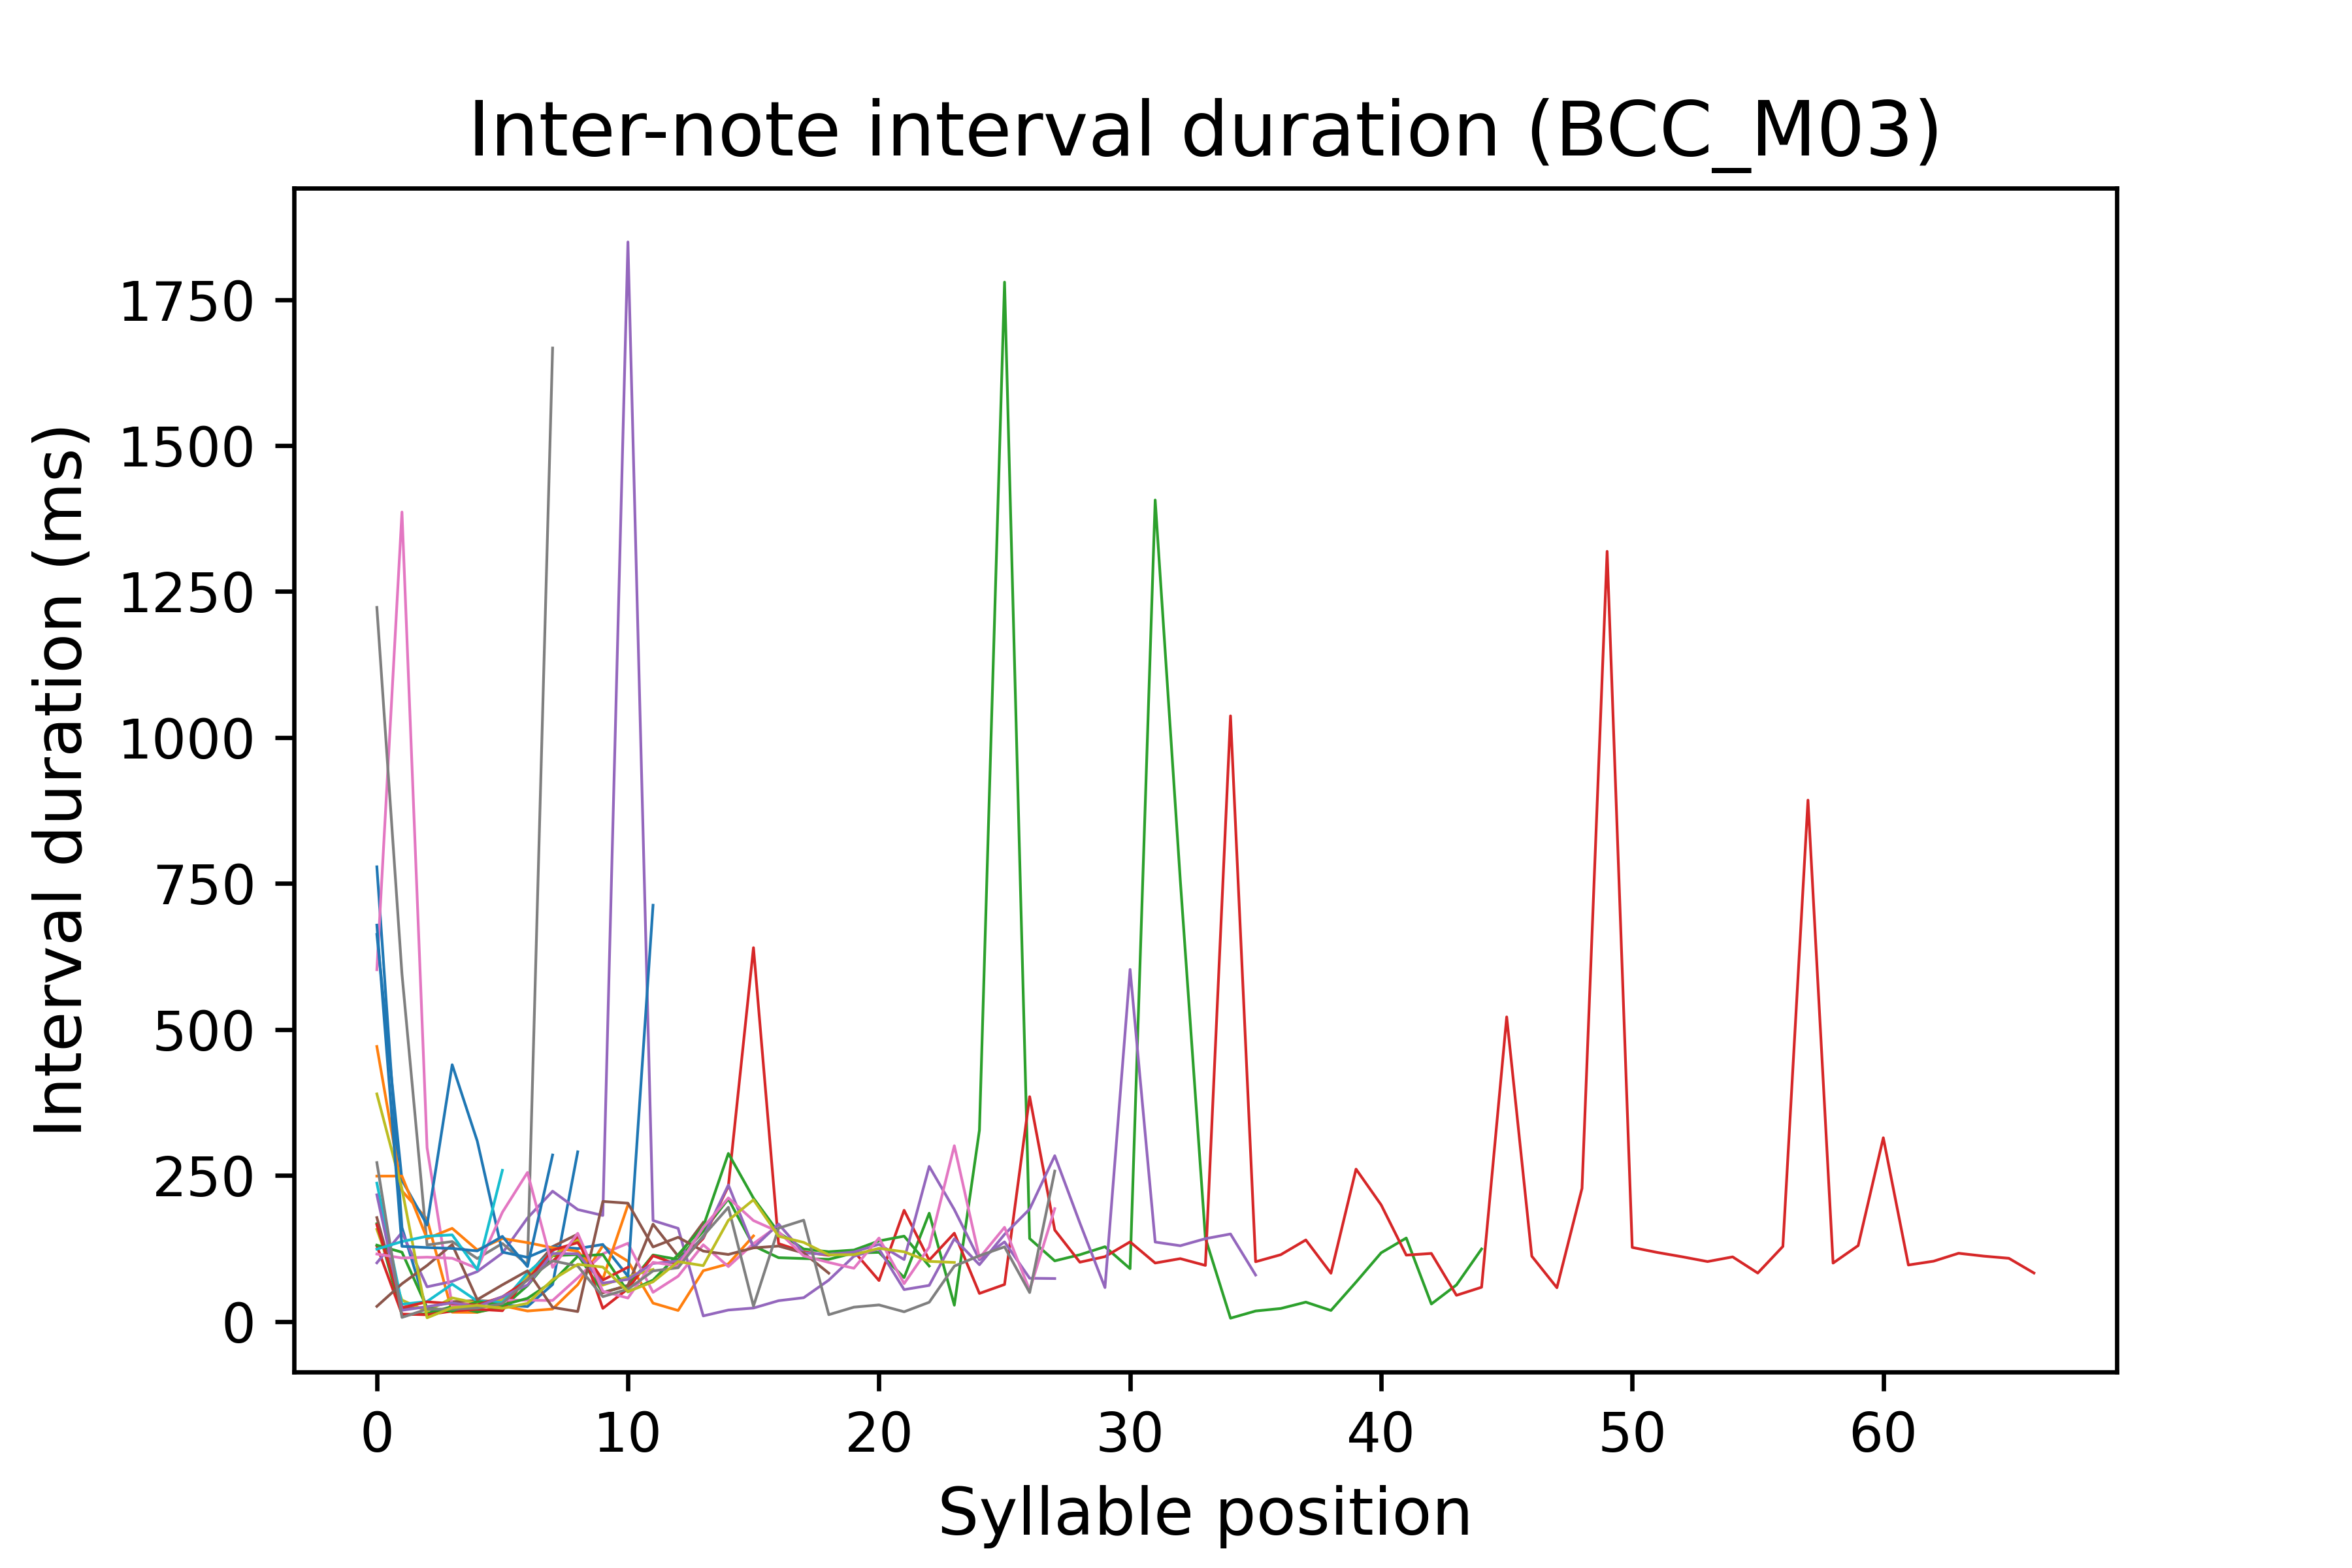 Inter-note interval duration (BCC_M03)
Interval duration (ms)
1750
1500
1250
1000
750
500
250
0
0 10 20 30 40 50 60
Syllable position